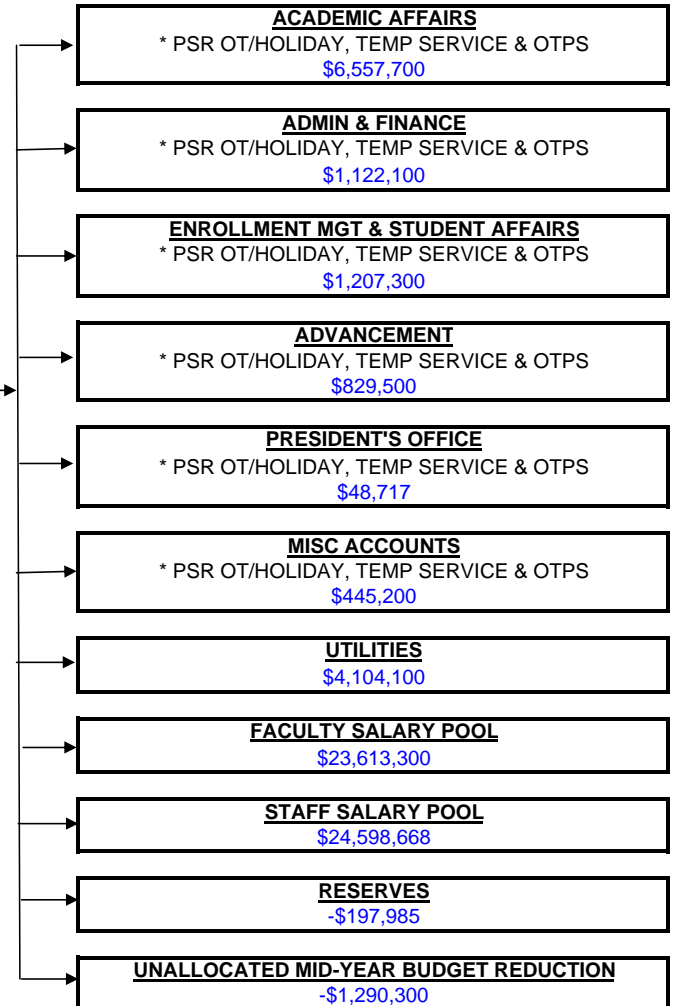 ACADEMIC AFFAIRS
* PSR OT/HOLIDAY, TEMP SERVICE & OTPS
$6,557,700
ADMIN & FINANCE
* PSR OT/HOLIDAY, TEMP SERVICE & OTPS
$1,122,100
ENROLLMENT MGT & STUDENT AFFAIRS
* PSR OT/HOLIDAY, TEMP SERVICE & OTPS
$1,207,300
ADVANCEMENT
* PSR OT/HOLIDAY, TEMP SERVICE & OTPS
$829,500
PRESIDENT'S OFFICE
* PSR OT/HOLIDAY, TEMP SERVICE & OTPS
$48,717
MISC ACCOUNTS
* PSR OT/HOLIDAY, TEMP SERVICE & OTPS
$445,200
UTILITIES
$4,104,100
FACULTY SALARY POOL
$23,613,300
STAFF SALARY POOL
$24,598,668
RESERVES
-$197,985
UNALLOCATED MID-YEAR BUDGET REDUCTION
-$1,290,300